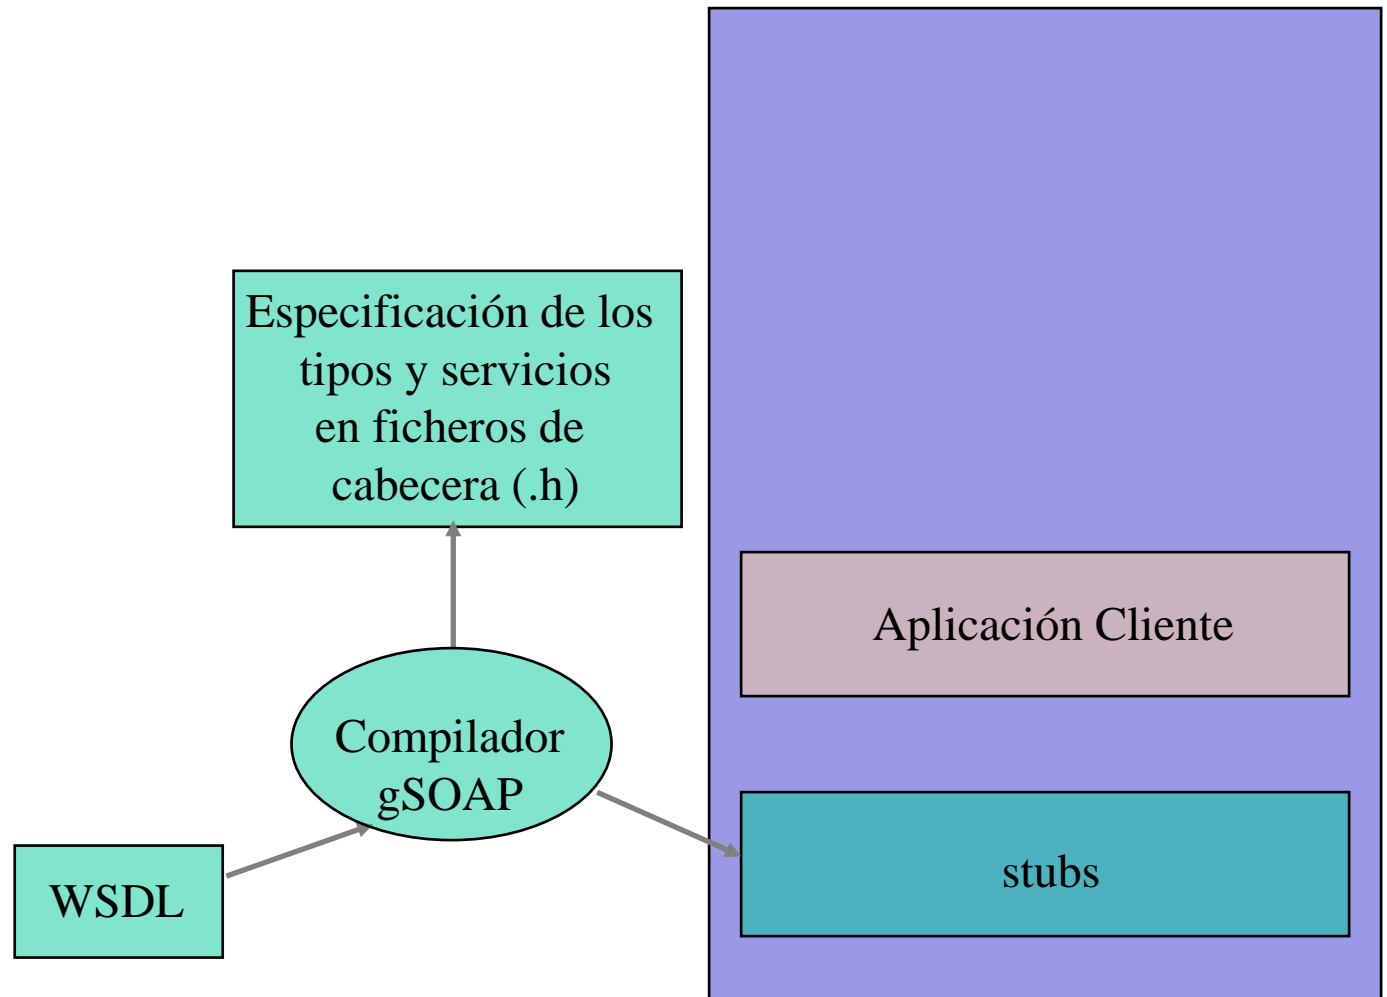 Especificación de los
tipos y servicios
en ficheros de
cabecera (.h)
Aplicación Cliente
Compilador
gSOAP
stubs
WSDL